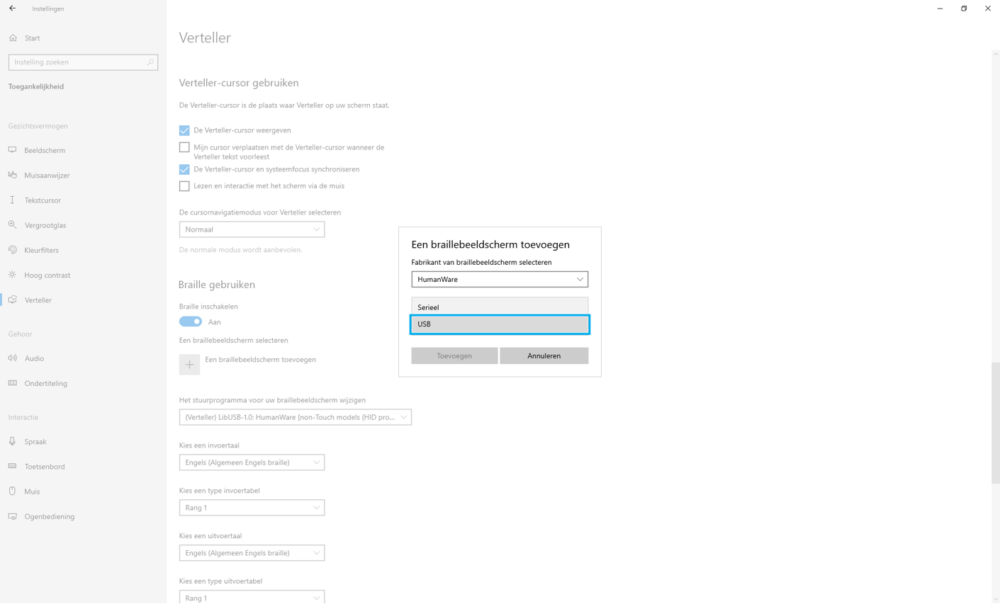 Instellingen
Start
Instelling zoeken
Toegankelijkheid
Gezichtsvermogen
Beeldscherm
Muisaanwijzer
Tekstcursor
Vergrootglas
Kleurfilters
Hoog contrast
Verteller
Gehoor
Audio
Ondertiteling
Interactie
Spraak
Toetsenbord
Muis
Ogenbediening
Verteller
Verteller-cursor gebruiken
De Verteller-cursor is de plaats waar Verteller op uw scherm staat.
De Verteller-cursor weergeven
Mijn cursor verplaatsen met de Verteller-cursor wanneer de
Verteller tekst voorleest
De Verteller-cursor en systeemfocus synchroniseren
Lezen en interactie met het scherm via de muis
De cursornavigatiemodus voor Verteller selecteren
Normaal
De normale modus wordt aanbevolen.
Braille gebruiken
Braille inschakelen
Aan
Een braillebeeldscherm selecteren
Een braillebeeldscherm toevoegen
Het stuurprogramma voor uw braillebeeldscherm wijzigen
(Verteller) LibUSB-1.0: HumanWare [non-Touch models (HID pro...
Kies een invoertaal
Engels (Algemeen Engels braille)
Kies een type invoertabel
Rang 1
Kies een uitvoertaal
Engels (Algemeen Engels braille)
Kies een type uitvoertabel
Rang 1
Een braillebeeldscherm toevoegen
Fabrikant van braillebeeldscherm selecteren
HumanWare
Serieel
USB
Toevoegen
Annuleren